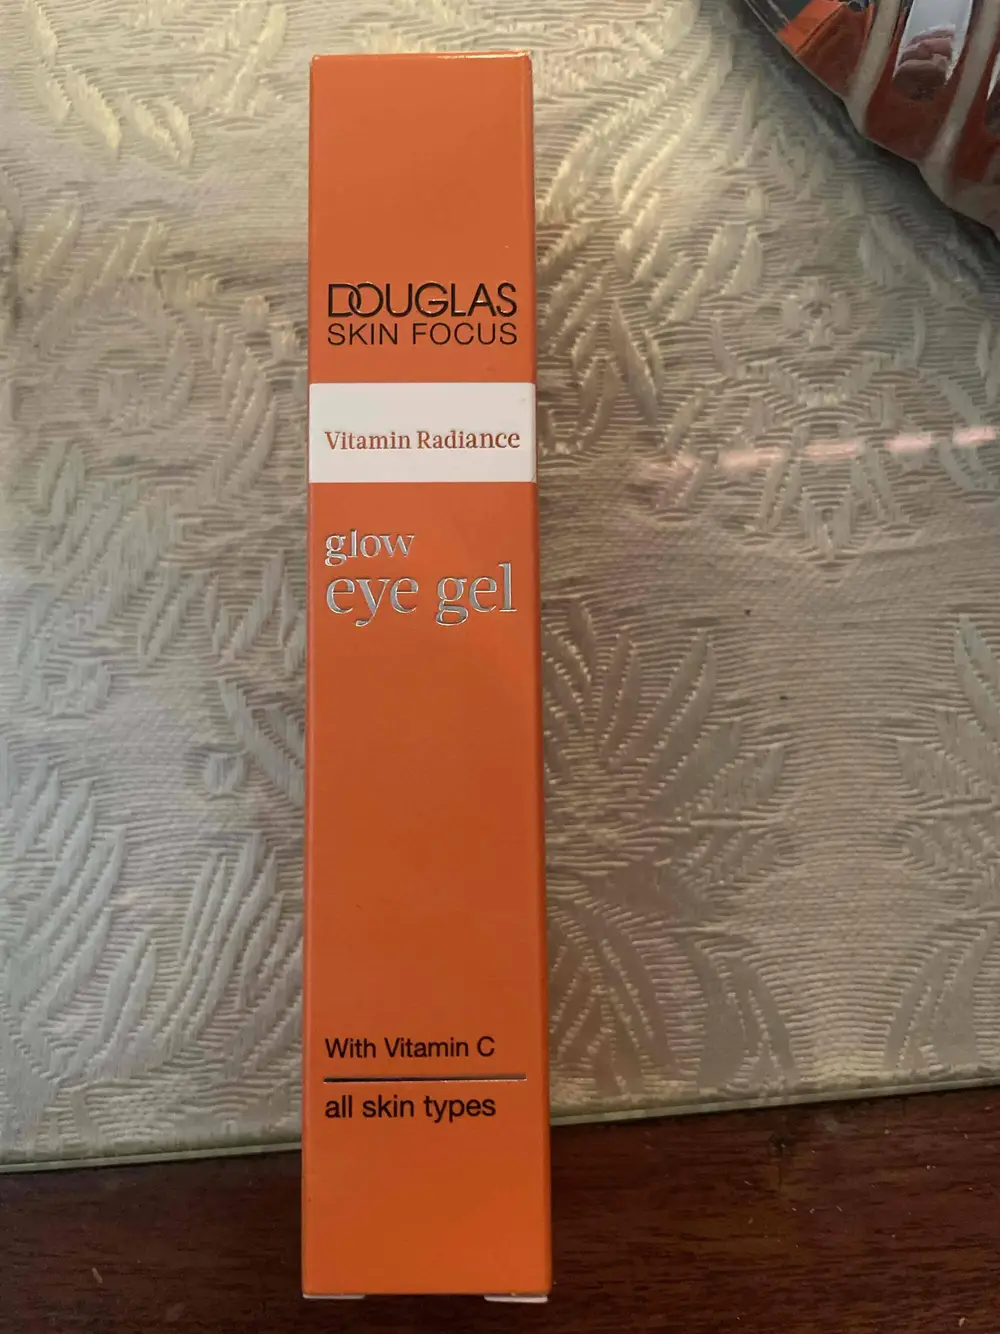 DOUGLAS
SKIN FOCUS
Vitamin Radiance
glow
eye gel
With Vitamin C
all skin types